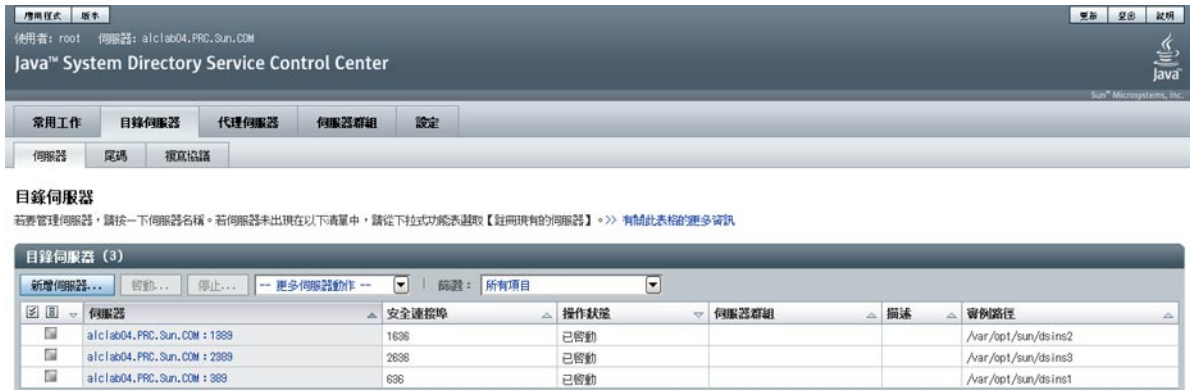 應用程式 版本 更新 登出 說明
使用者: root 伺服器: alclab04.PRC.Sun.COM
Java™ System Directory Service Control Center
Java™
Sun™ Microsystems, Inc.
常用工作 目錄伺服器 代理伺服器 伺服器群組 設定
伺服器 尾碼 複寫協議
目錄伺服器
若要管理伺服器，請按一下伺服器名稱。若伺服器未出現在以下清單中，請從下拉式功能表選取【註冊現有的伺服器】。>> 有關此表格的更多資訊
目錄伺服器 (3)
新增伺服器... 啟動... 停止... -- 更多伺服器動作 -- 篩選： 所有項目
伺服器 安全連接埠 操作狀態 伺服器群組 描述 實例路徑
alclab04.PRC.Sun.COM：1389 1636 已啟動 /var/opt/sun/dsins2
alclab04.PRC.Sun.COM：2389 2636 已啟動 /var/opt/sun/dsins3
alclab04.PRC.Sun.COM：389 636 已啟動 /var/opt/sun/dsins1